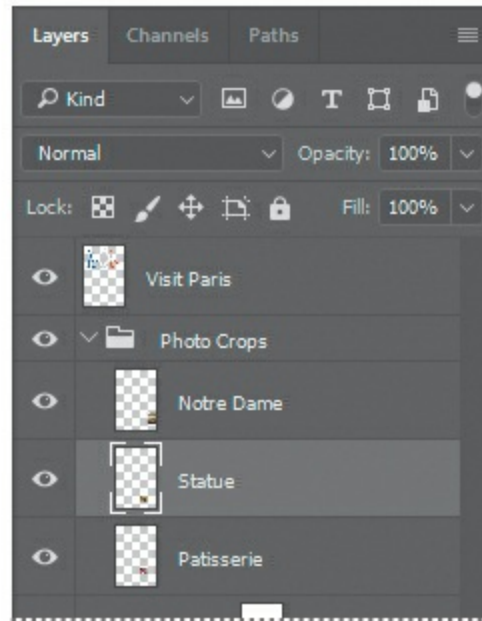 Layers Channels Paths
Kind T
Normal Opacity: 100%
Lock: Fill: 100%
Visit Paris
Photo Crops
Notre Dame
Statue
Patisserie